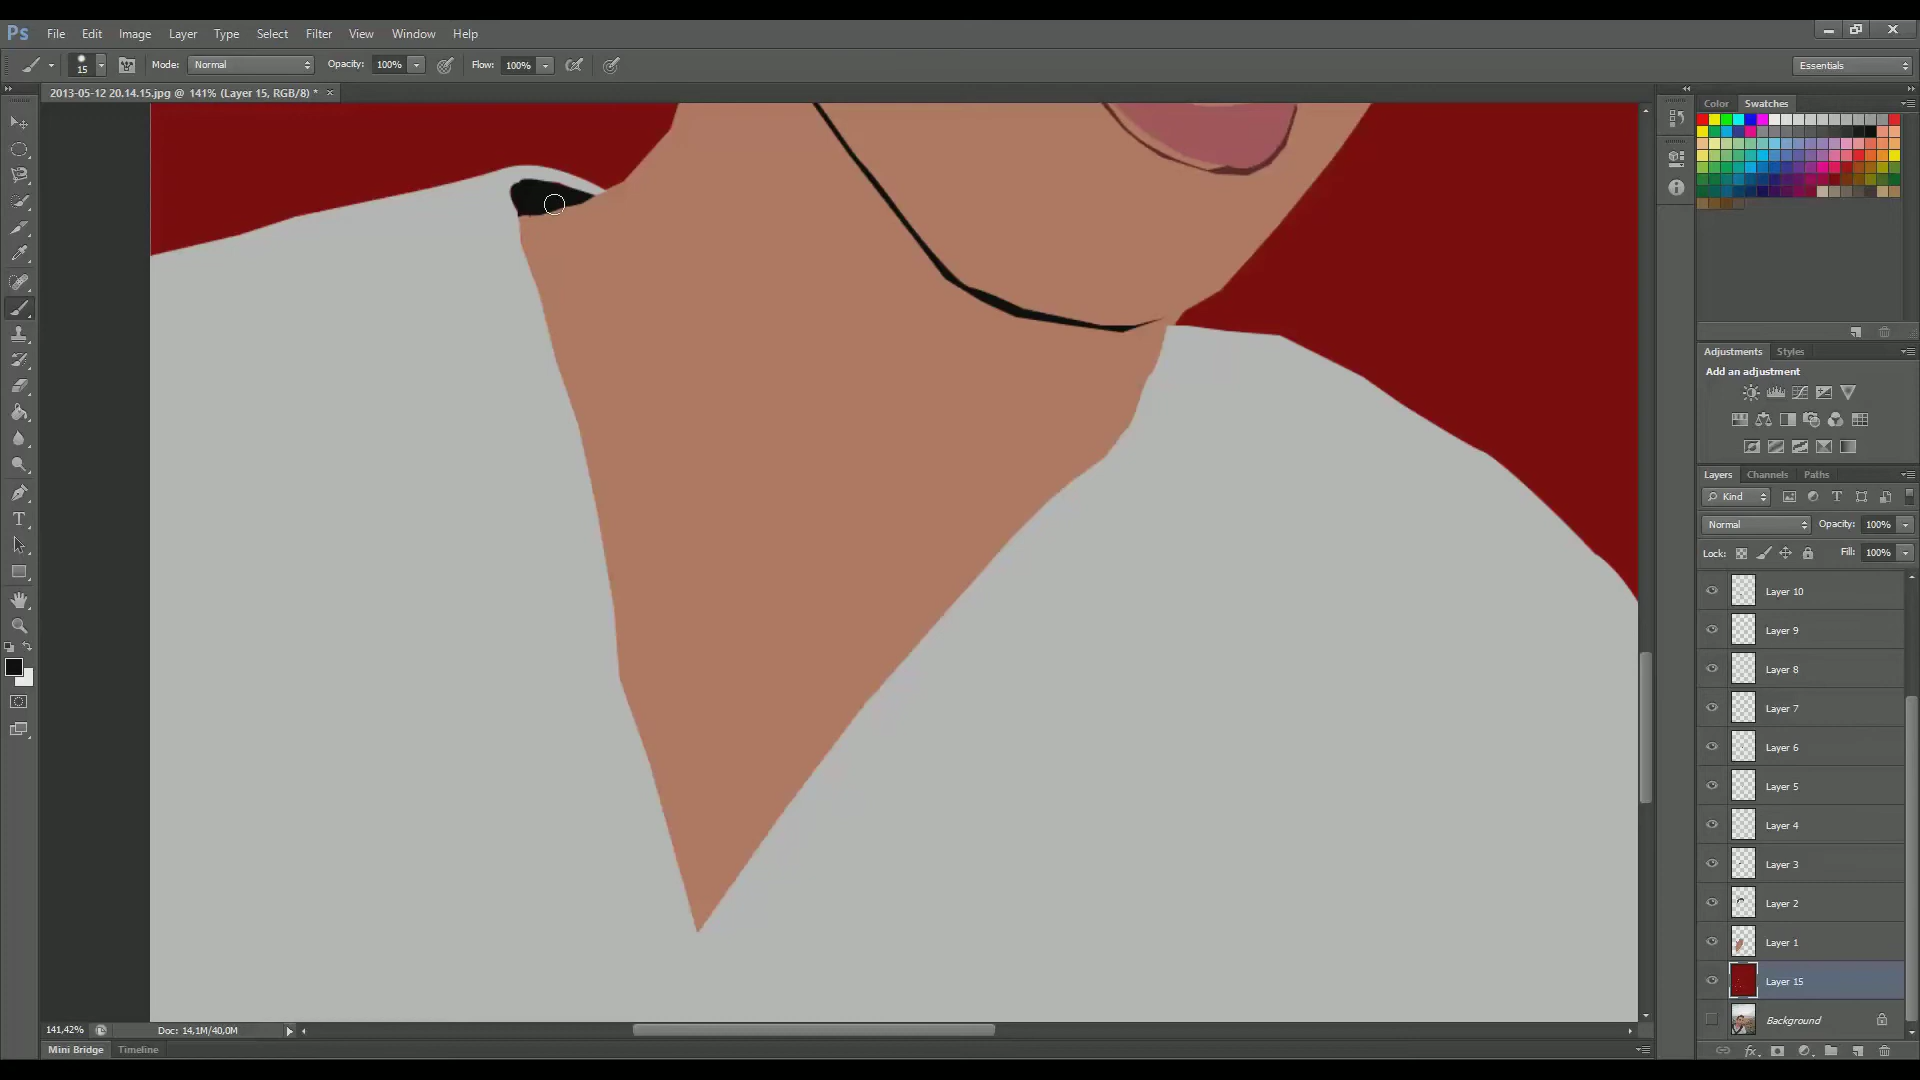 Ps File Edit Image Layer Type Select Filter View Window Help
15 Mode: Normal Opacity: 100% Flow: 100% Essentials
2013-05-12 20.14.15.jpg @ 141% (Layer 15, RGB/8) * ×
Color Swatches
Adjustments Styles
Add an adjustment
Layers Channels Paths
Kind
Normal Opacity: 100%
Lock: Fill: 100%
Layer 10
Layer 9
Layer 8
Layer 7
Layer 6
Layer 5
Layer 4
Layer 3
Layer 2
Layer 1
Layer 15
Background
141,42% Doc: 14,1M/40,0M
Mini Bridge Timeline